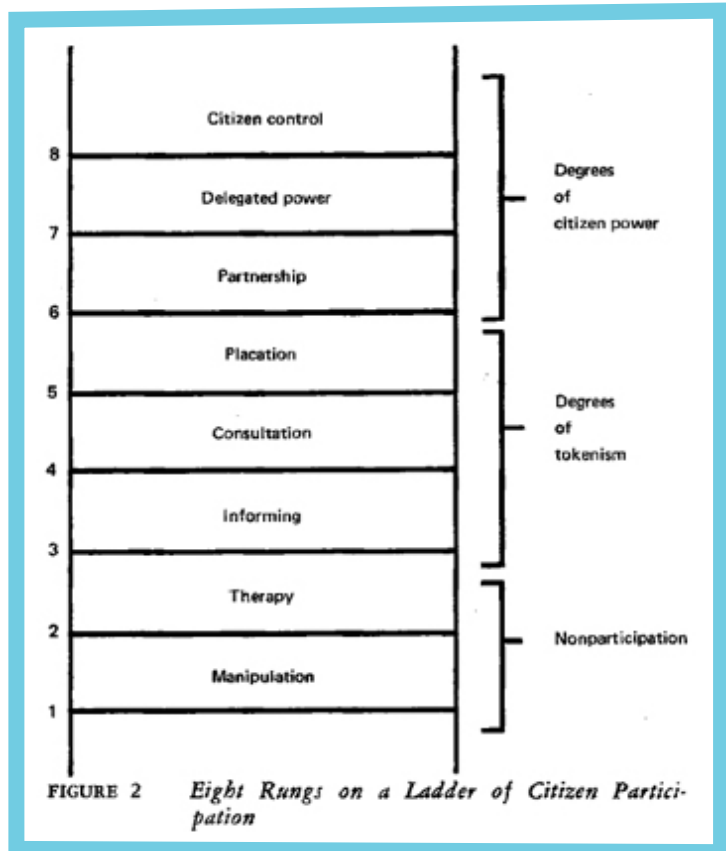 Citizen control
8
Delegated power
7
Partnership
6
Degrees
of
citizen power
Placation
5
Consultation
4
Informing
3
Degrees
of
tokenism
Therapy
2
Manipulation
1
Nonparticipation
FIGURE 2 Eight Rungs on a Ladder of Citizen Partici-
pation